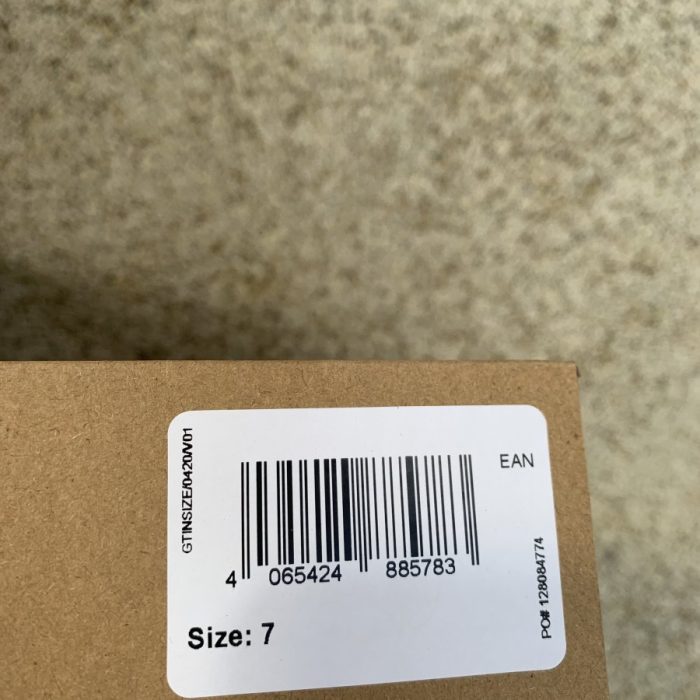 GTINSIZE/0420/V01
EAN
4 065424 885783
Size: 7
PO# 128084774